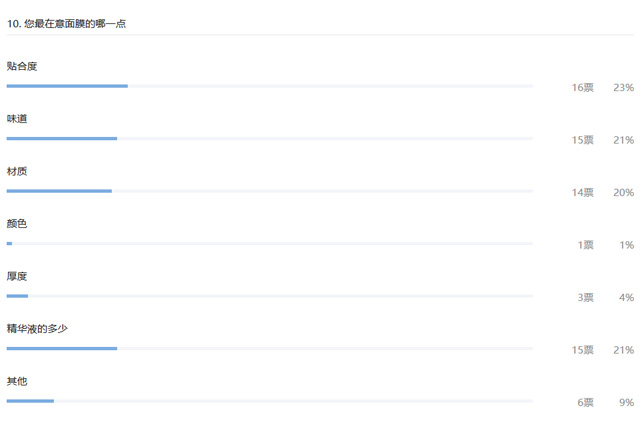 10. 您最在意面膜的哪一点
贴合度
16票 23%
味道
15票 21%
材质
14票 20%
颜色
1票 1%
厚度
3票 4%
精华液的多少
15票 21%
其他
6票 9%